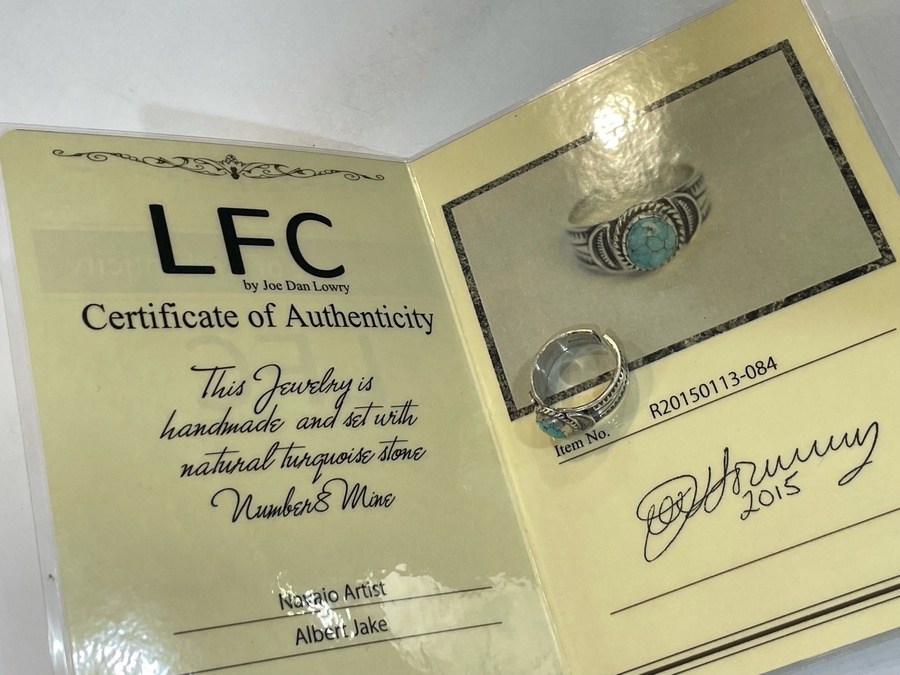 LFC
by Joe Dan Lowry
Certificate of Authenticity
This Jewelry is
handmade and set with
natural turquoise stone
Number8 Mine
Navajo Artist
Albert Jake
Item No. R20150113-084
2015